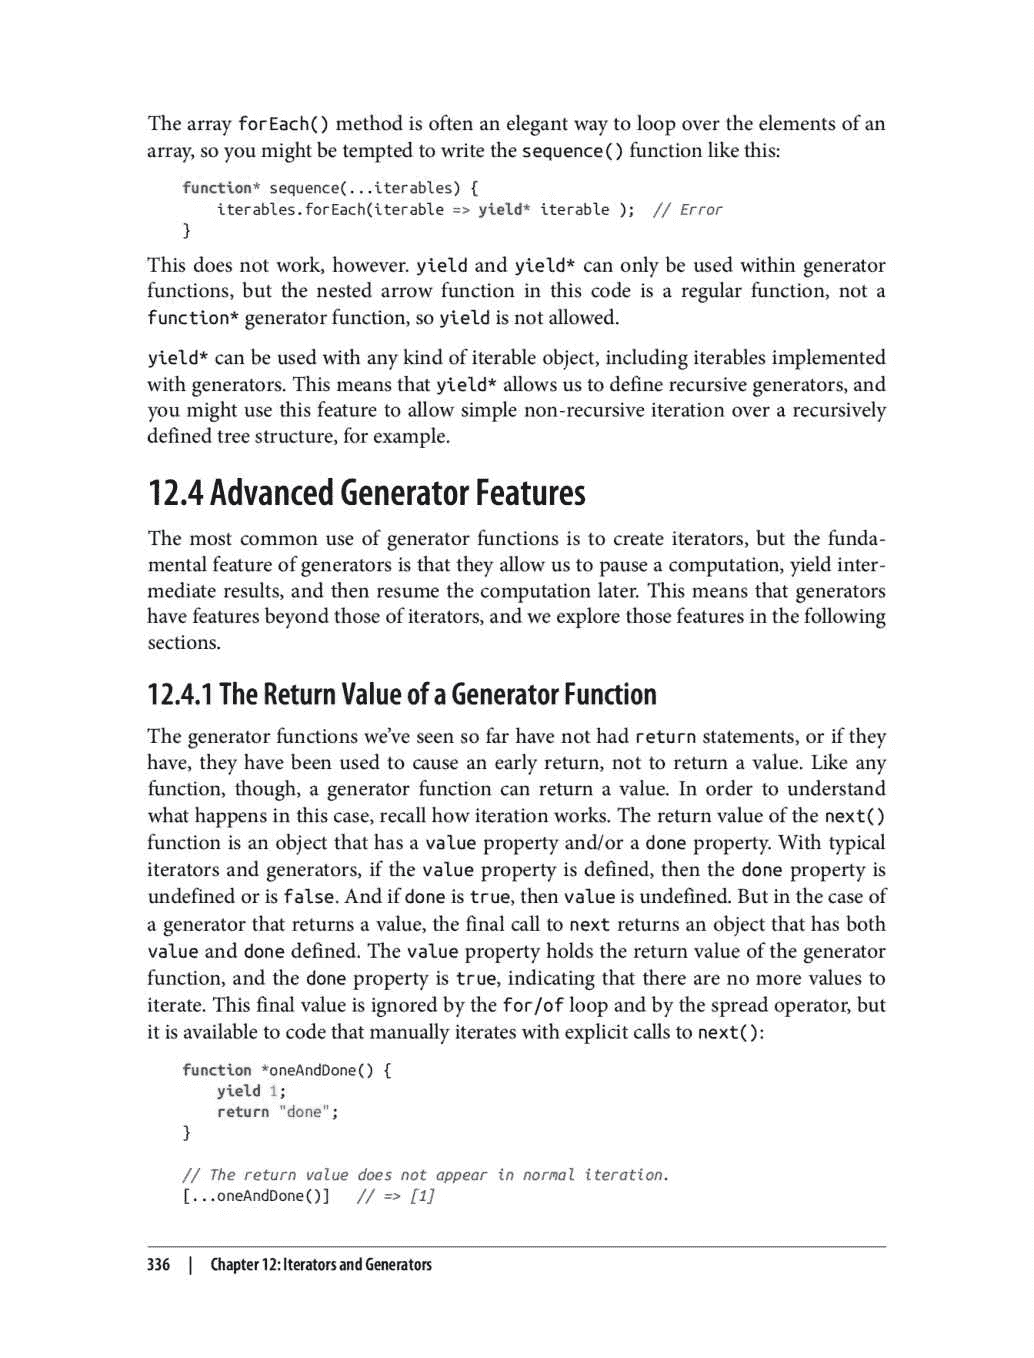 The array forEach() method is often an elegant way to loop over the elements of an
array, so you might be tempted to write the sequence() function like this:
function* sequence(...iterables) {
    iterables.forEach(iterable => yield* iterable );  // Error
}
This does not work, however. yield and yield* can only be used within generator
functions, but the nested arrow function in this code is a regular function, not a
function* generator function, so yield is not allowed.
yield* can be used with any kind of iterable object, including iterables implemented
with generators. This means that yield* allows us to define recursive generators, and
you might use this feature to allow simple non-recursive iteration over a recursively
defined tree structure, for example.
12.4 Advanced Generator Features
The most common use of generator functions is to create iterators, but the funda-
mental feature of generators is that they allow us to pause a computation, yield inter-
mediate results, and then resume the computation later. This means that generators
have features beyond those of iterators, and we explore those features in the following
sections.
12.4.1 The Return Value of a Generator Function
The generator functions we’ve seen so far have not had return statements, or if they
have, they have been used to cause an early return, not to return a value. Like any
function, though, a generator function can return a value. In order to understand
what happens in this case, recall how iteration works. The return value of the next()
function is an object that has a value property and/or a done property. With typical
iterators and generators, if the value property is defined, then the done property is
undefined or is false. And if done is true, then value is undefined. But in the case of
a generator that returns a value, the final call to next returns an object that has both
value and done defined. The value property holds the return value of the generator
function, and the done property is true, indicating that there are no more values to
iterate. This final value is ignored by the for/of loop and by the spread operator, but
it is available to code that manually iterates with explicit calls to next():
function *oneAndDone() {
    yield 1;
    return "done";
}
// The return value does not appear in normal iteration.
[...oneAndDone()]   // => [1]
336 | Chapter 12: Iterators and Generators